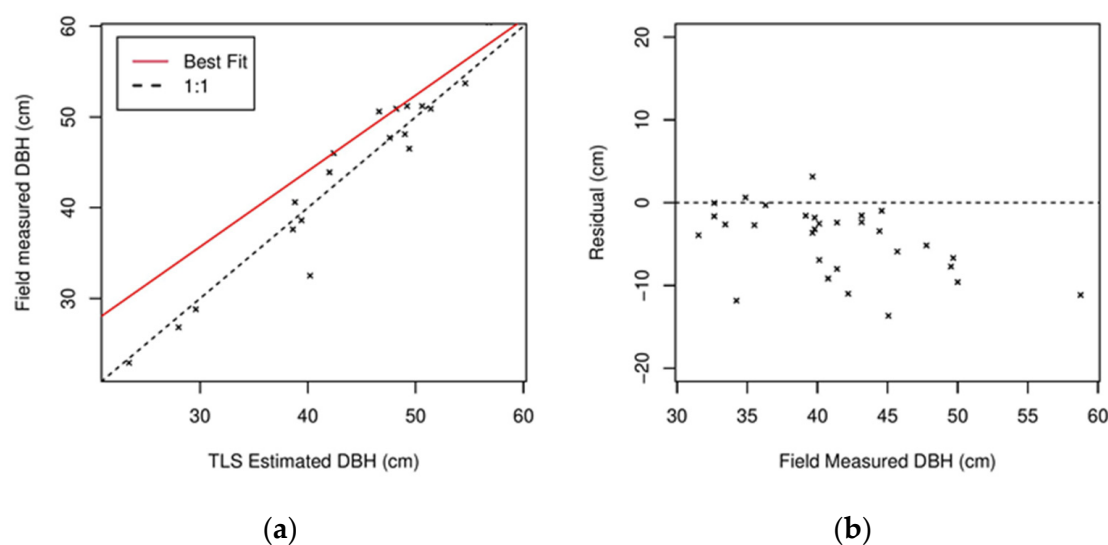 60
50
40
30
Field measured DBH (cm)
Best Fit
1:1
30 40 50 60
TLS Estimated DBH (cm)
(a)
20
10
0
−10
−20
Residual (cm)
30 35 40 45 50 55 60
Field Measured DBH (cm)
(b)